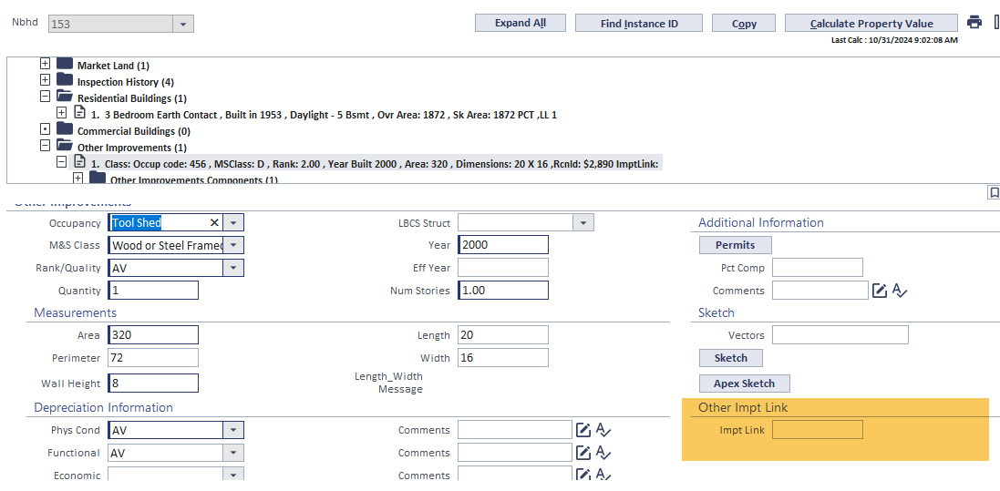 Nbhd 153 Expand All Find Instance ID Copy Calculate Property Value
Last Calc : 10/31/2024 9:02:08 AM
Market Land (1)
Inspection History (4)
Residential Buildings (1)
1. 3 Bedroom Earth Contact , Built in 1953 , Daylight - 5 Bsmt , Ovr Area: 1872 , Sk Area: 1872 PCT ,LL 1
Commercial Buildings (0)
Other Improvements (1)
1. Class: Occup code: 456 , MSClass: D , Rank: 2.00 , Year Built 2000 , Area: 320 , Dimensions: 20 X 16 ,Rcnld: $2,890 ImptLink:
Other Improvements Components (1)
Other Improvements
Occupancy Tool Shed LBCS Struct Additional Information
M&S Class Wood or Steel Framed Year 2000 Permits
Rank/Quality AV Eff Year Pct Comp
Quantity 1 Num Stories 1.00 Comments
Measurements Sketch
Area 320 Length 20 Vectors
Perimeter 72 Width 16 Sketch
Wall Height 8 Length_Width Message Apex Sketch
Depreciation Information Other Impt Link
Phys Cond AV Comments Impt Link
Functional AV Comments
Economic Comments